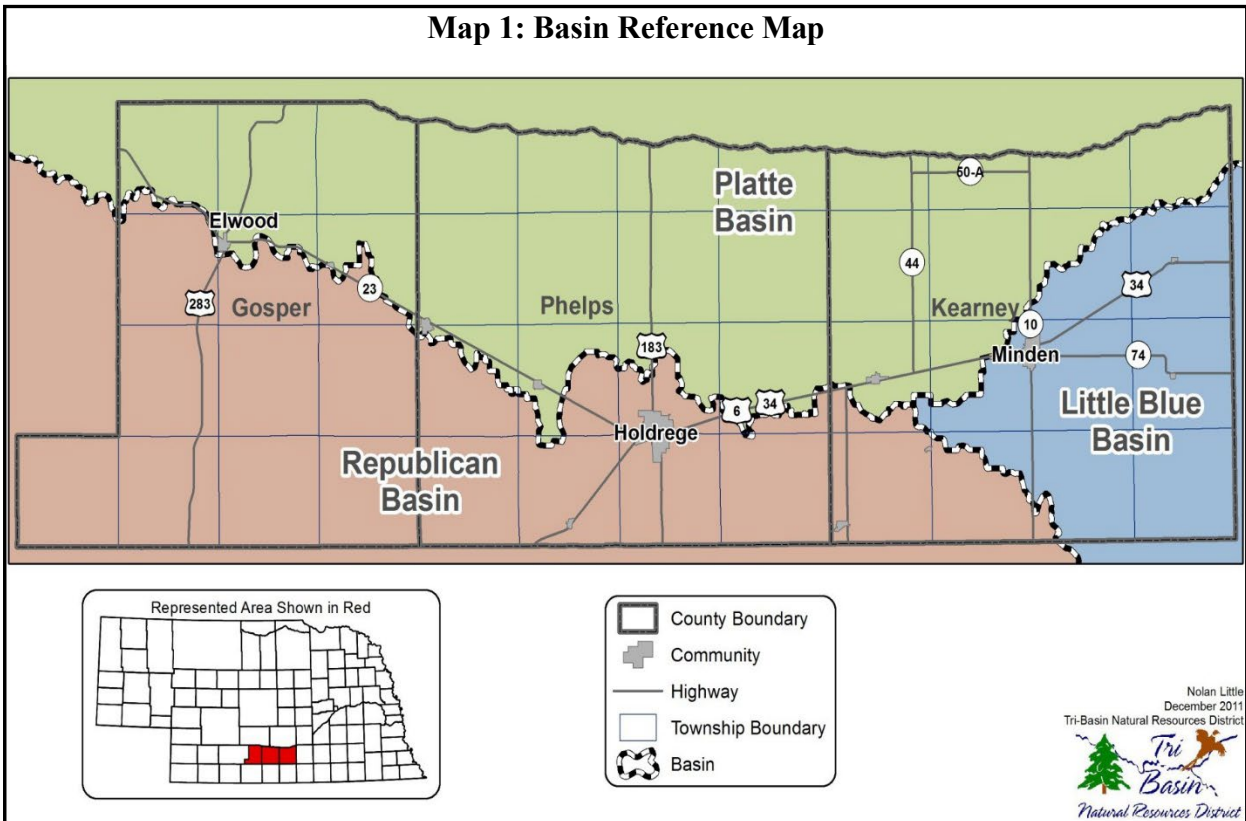 Map 1: Basin Reference Map
Platte
Basin
50-A
Elwood
44
23
283
Gosper
Phelps
Kearney
34
10
183
Minden
74
6
34
Little Blue
Basin
Holdrege
Republican
Basin
Represented Area Shown in Red
County Boundary
Community
Highway
Township Boundary
Basin
Nolan Little
December 2011
Tri-Basin Natural Resources District
Tri
Basin
Natural Resources District